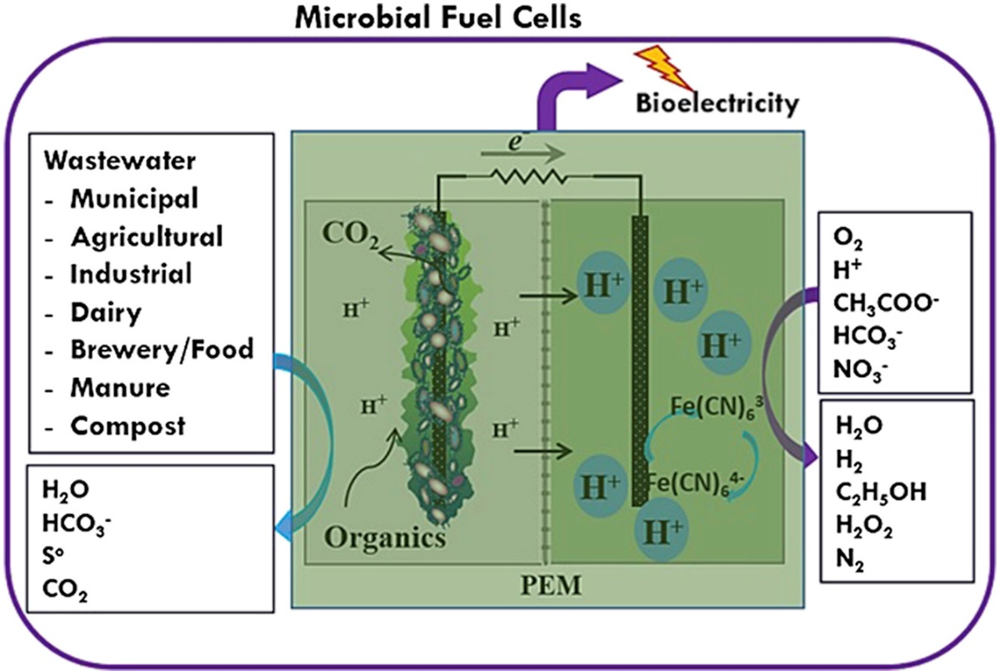 Microbial Fuel Cells
Bioelectricity
e⁻
Wastewater
- Municipal
- Agricultural
- Industrial
- Dairy
- Brewery/Food
- Manure
- Compost
H₂O
HCO₃⁻
S°
CO₂
CO₂
H⁺
H⁺
H⁺
H⁺
Organics
PEM
H⁺
H⁺
H⁺
Fe(CN)₆³
Fe(CN)₆⁴⁻
H⁺
H⁺
O₂
H⁺
CH₃COO⁻
HCO₃⁻
NO₃⁻
H₂O
H₂
C₂H₅OH
H₂O₂
N₂